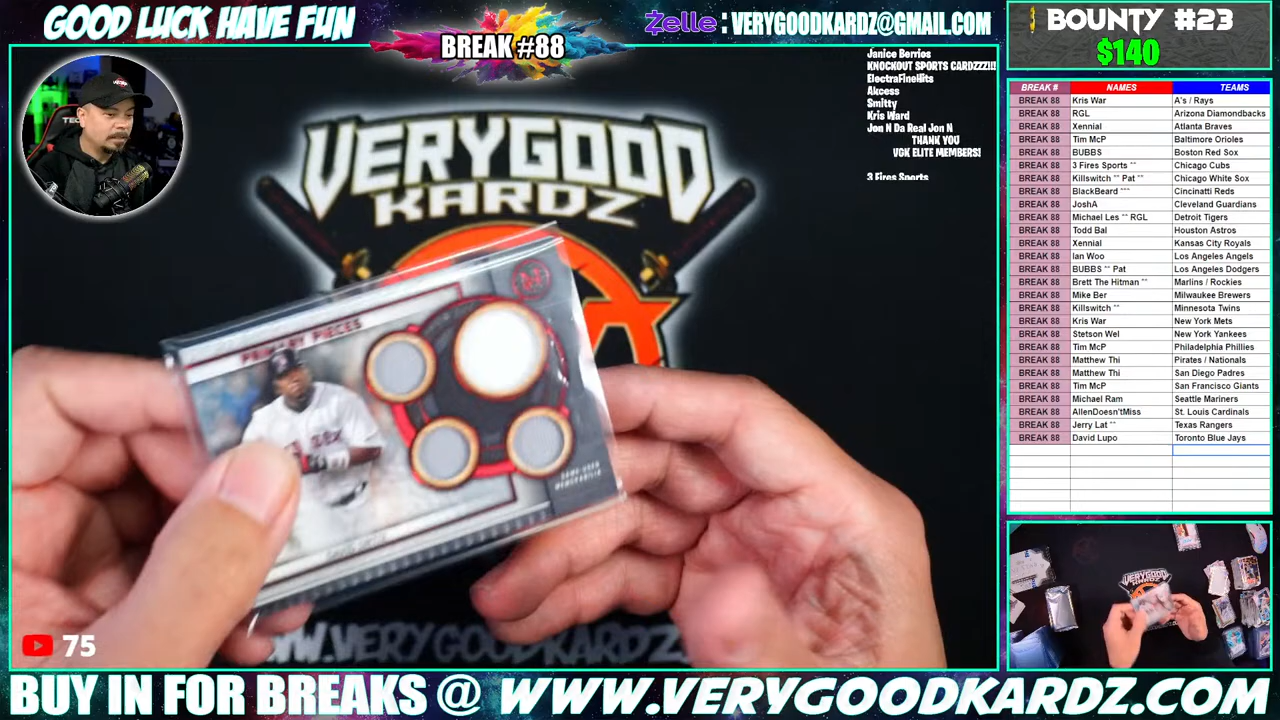 GOOD LUCK HAVE FUN
BREAK #88
Zelle : VERYGOODKARDZ@GMAIL.COM
BOUNTY #23
$140
Janice Berrios
KNOCKOUT SPORTS CARDZZZ!!!
ElectraFineHits
Akcess
Smitty
Kris Ward
Jon N Da Real Jon N
THANK YOU
VGK ELITE MEMBERS!
3 Fires Sports
VERYGOOD
KARDZ
PIECES
GAME-USED
MEMORABILIA
WWW.VERYGOODKARDZ
75
BREAK # NAMES TEAMS
BREAK 88 Kris War A's / Rays
BREAK 88 RGL Arizona Diamondbacks
BREAK 88 Xennial Atlanta Braves
BREAK 88 Tim McP Baltimore Orioles
BREAK 88 BUBBS Boston Red Sox
BREAK 88 3 Fires Sports ** Chicago Cubs
BREAK 88 Killswitch ** Pat ** Chicago White Sox
BREAK 88 BlackBeard *** Cincinatti Reds
BREAK 88 JoshA Cleveland Guardians
BREAK 88 Michael Les ** RGL Detroit Tigers
BREAK 88 Todd Bal Houston Astros
BREAK 88 Xennial Kansas City Royals
BREAK 88 Ian Woo Los Angeles Angels
BREAK 88 BUBBS ** Pat Los Angeles Dodgers
BREAK 88 Brett The Hitman ** Marlins / Rockies
BREAK 88 Mike Ber Milwaukee Brewers
BREAK 88 Killswitch ** Minnesota Twins
BREAK 88 Kris War New York Mets
BREAK 88 Stetson Wel New York Yankees
BREAK 88 Tim McP Philadelphia Phillies
BREAK 88 Matthew Thi Pirates / Nationals
BREAK 88 Matthew Thi San Diego Padres
BREAK 88 Tim McP San Francisco Giants
BREAK 88 Michael Ram Seattle Mariners
BREAK 88 AllenDoesn'tMiss St. Louis Cardinals
BREAK 88 Jerry Lat ** Texas Rangers
BREAK 88 David Lupo Toronto Blue Jays
BUY IN FOR BREAKS @ WWW.VERYGOODKARDZ.COM